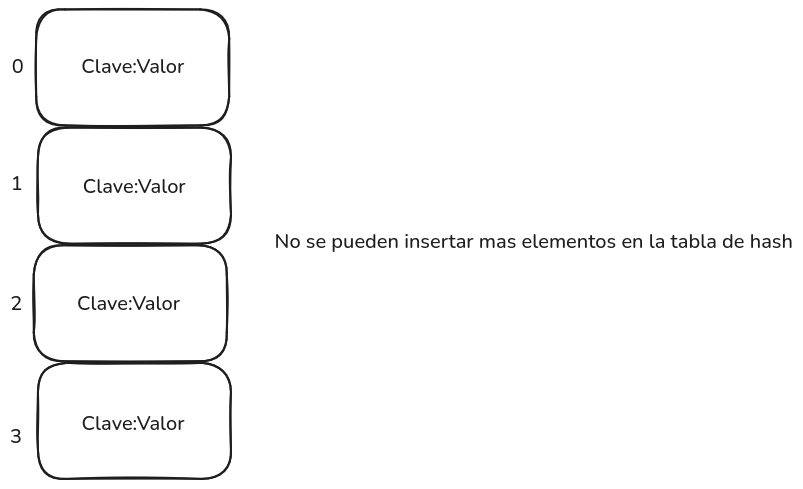 0
Clave:Valor
1
Clave:Valor
No se pueden insertar mas elementos en la tabla de hash
2
Clave:Valor
3
Clave:Valor